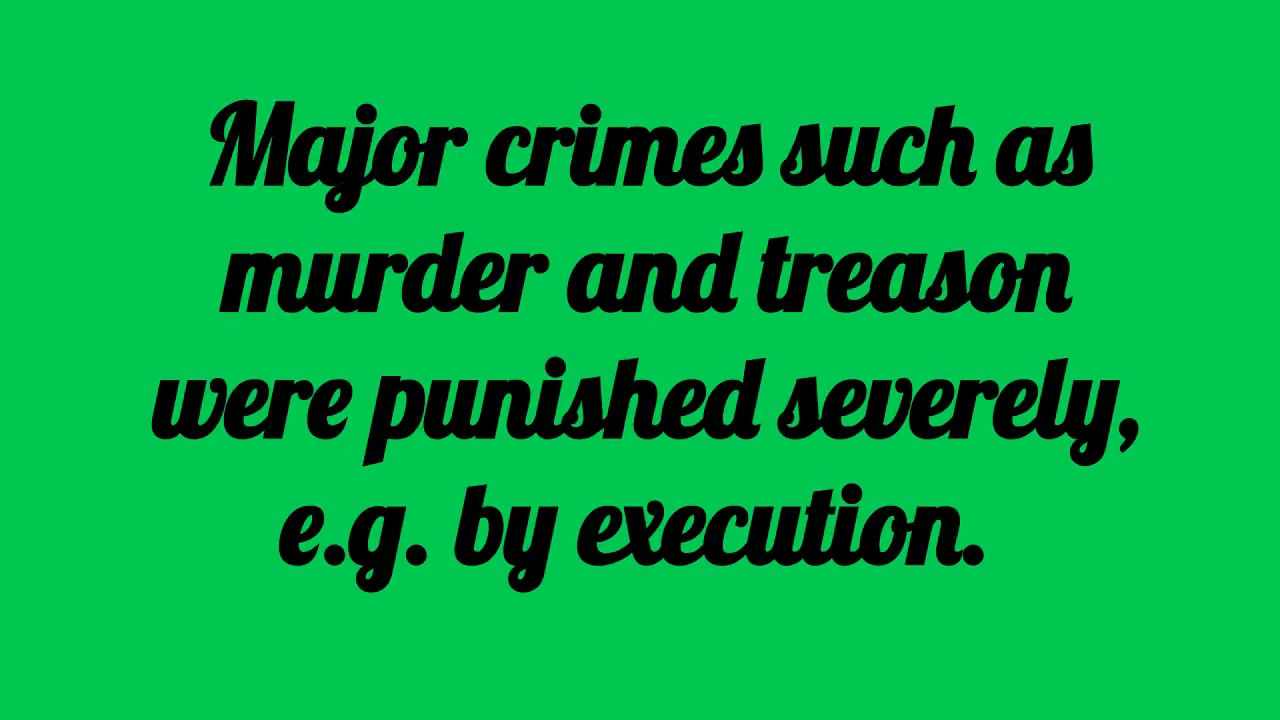 Major crimes such as
murder and treason
were punished severely,
e.g. by execution.